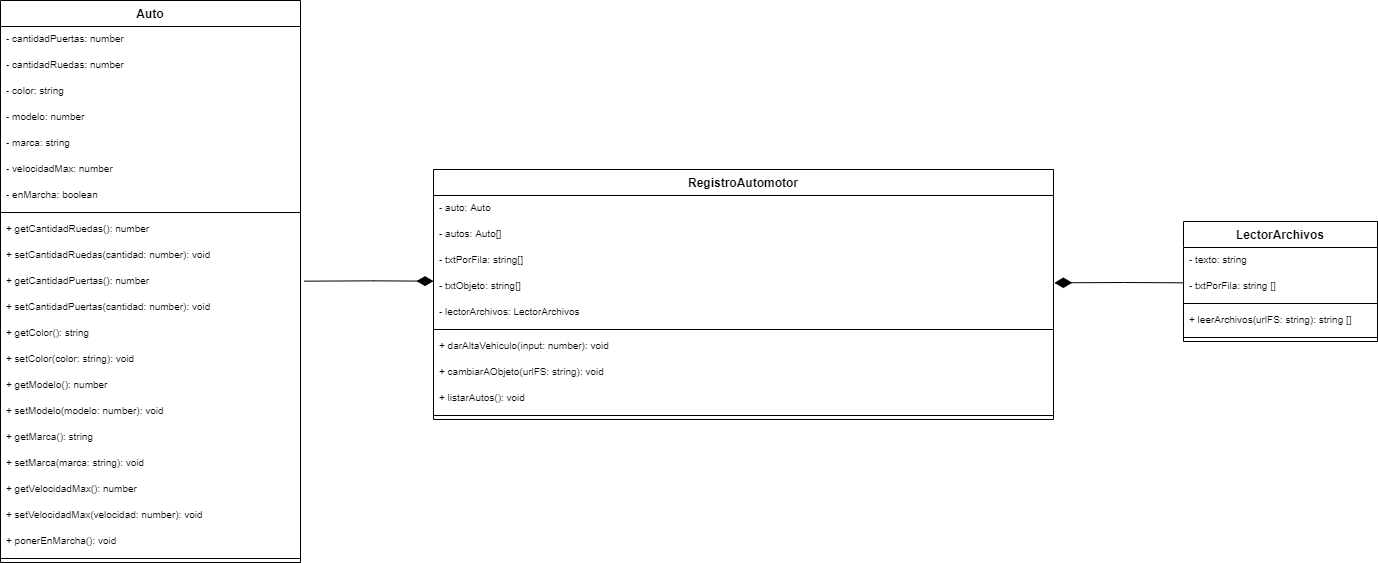 Auto
- cantidadPuertas: number
- cantidadRuedas: number
- color: string
- modelo: number
- marca: string
- velocidadMax: number
- enMarcha: boolean
+ getCantidadRuedas(): number
+ setCantidadRuedas(cantidad: number): void
+ getCantidadPuertas(): number
+ setCantidadPuertas(cantidad: number): void
+ getColor(): string
+ setColor(color: string): void
+ getModelo(): number
+ setModelo(modelo: number): void
+ getMarca(): string
+ setMarca(marca: string): void
+ getVelocidadMax(): number
+ setVelocidadMax(velocidad: number): void
+ ponerEnMarcha(): void
RegistroAutomotor
- auto: Auto
- autos: Auto[]
- txtPorFila: string[]
- txtObjeto: string[]
- lectorArchivos: LectorArchivos
+ darAltaVehiculo(input: number): void
+ cambiarAObjeto(urlFS: string): void
+ listarAutos(): void
LectorArchivos
- texto: string
- txtPorFila: string []
+ leerArchivos(urlFS: string): string []